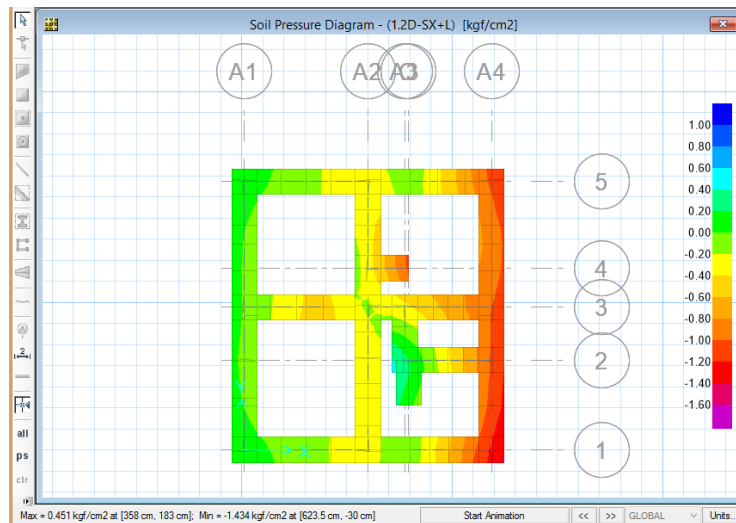 Soil Pressure Diagram - (1.2D-SX+L) [kgf/cm2]
A1
A2
A3
A4
1.00
0.80
0.60
0.40
0.20
0.00
-0.20
-0.40
-0.60
-0.80
-1.00
-1.20
-1.40
-1.60
5
4
3
2
1
Y
X
2
all
ps
clr
Max = 0.451 kgf/cm2 at [358 cm, 183 cm]; Min = -1.434 kgf/cm2 at [623.5 cm, -30 cm]
Start Animation
<<
>>
GLOBAL
Units...